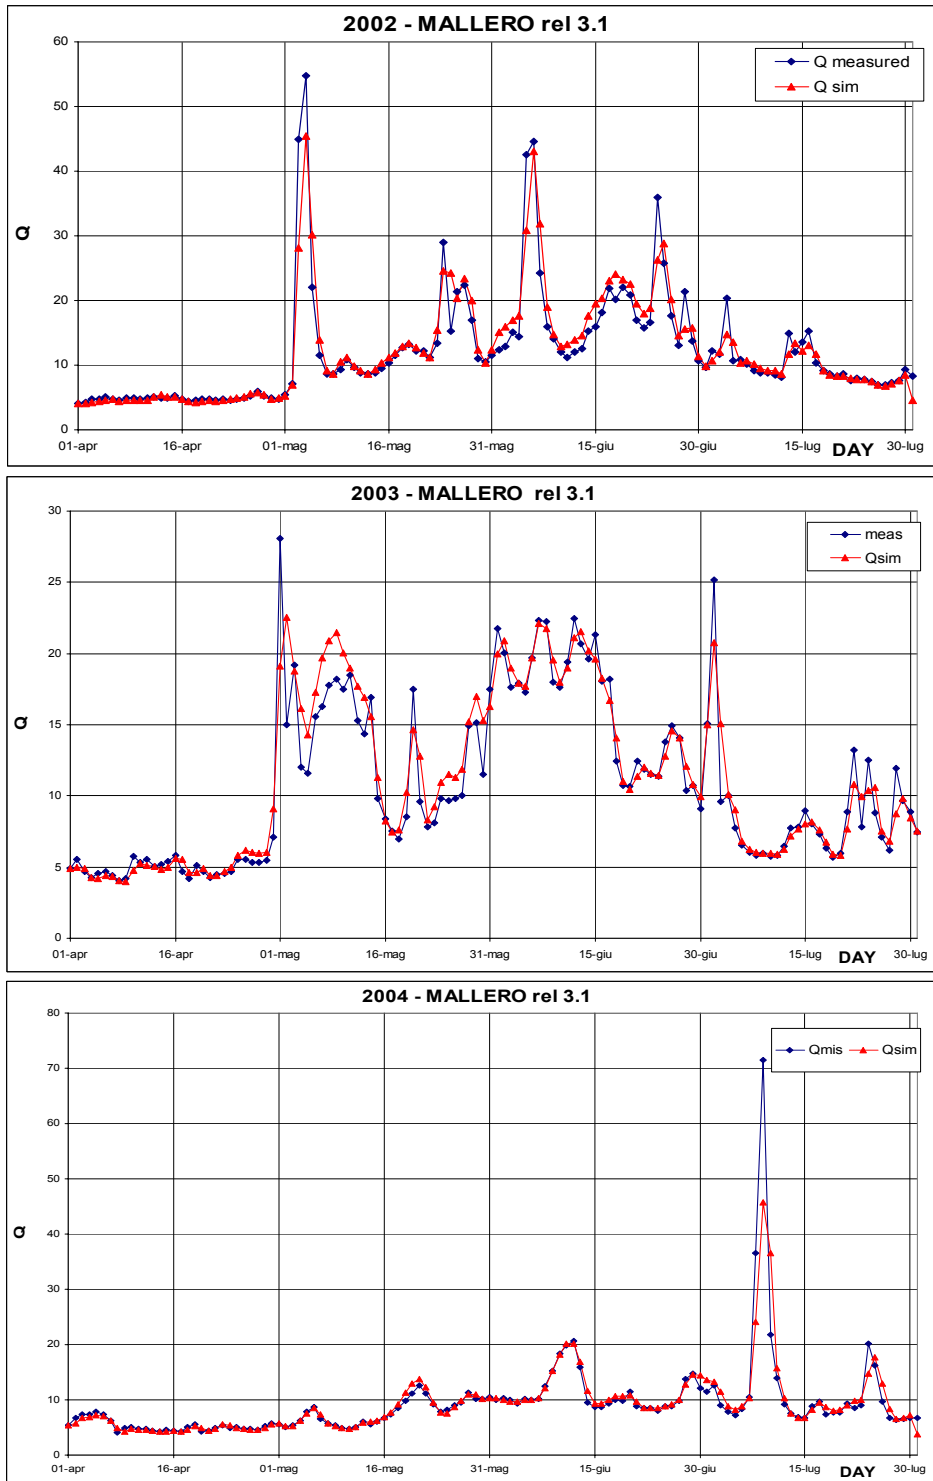 2002 - MALLERO rel 3.1
60
50
40
30
20
10
0
Q
Q measured
Q sim
01-apr 16-apr 01-mag 16-mag 31-mag 15-giu 30-giu 15-lug 30-lug
DAY
2003 - MALLERO rel 3.1
30
25
20
15
10
5
0
Q
meas
Qsim
01-apr 16-apr 01-mag 16-mag 31-mag 15-giu 30-giu 15-lug 30-lug
DAY
2004 - MALLERO rel 3.1
80
70
60
50
40
30
20
10
0
Q
Qmis Qsim
01-apr 16-apr 01-mag 16-mag 31-mag 15-giu 30-giu 15-lug 30-lug
DAY